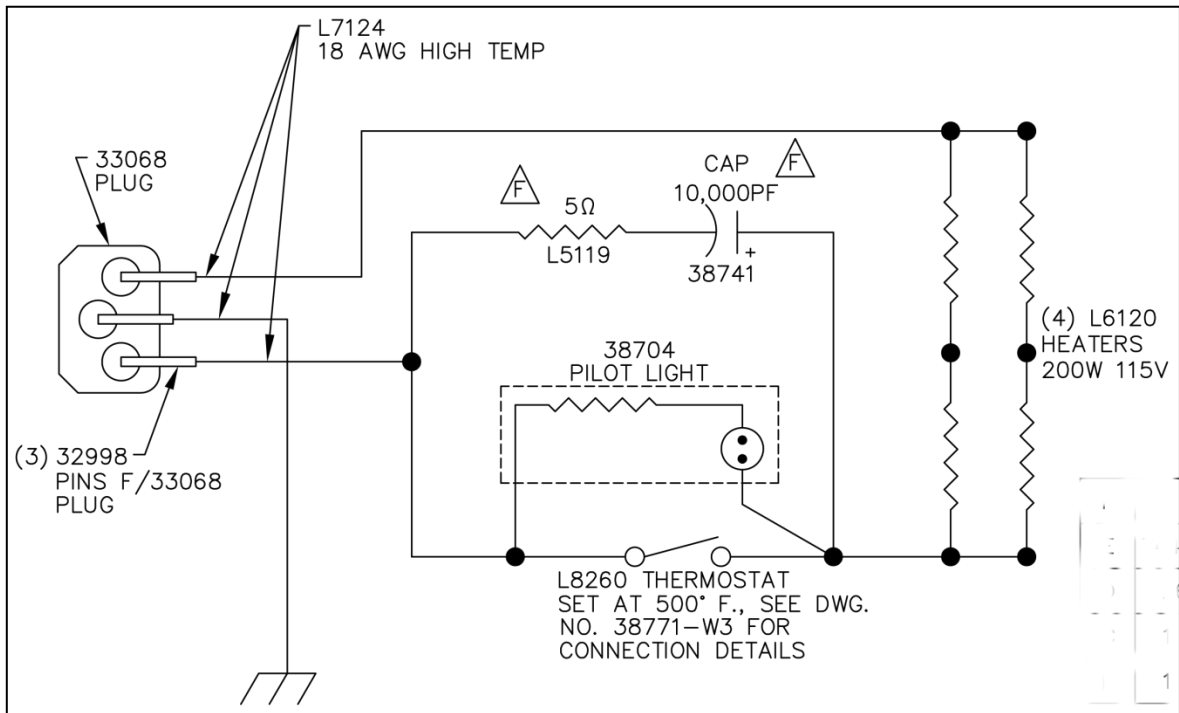 L7124
18 AWG HIGH TEMP
33068
PLUG
F
CAP
F
10,000PF
5Ω
L5119
+
38741
(4) L6120
HEATERS
200W 115V
38704
PILOT LIGHT
(3) 32998
PINS F/33068
PLUG
L8260 THERMOSTAT
SET AT 500° F., SEE DWG.
NO. 38771-W3 FOR
CONNECTION DETAILS
1
1